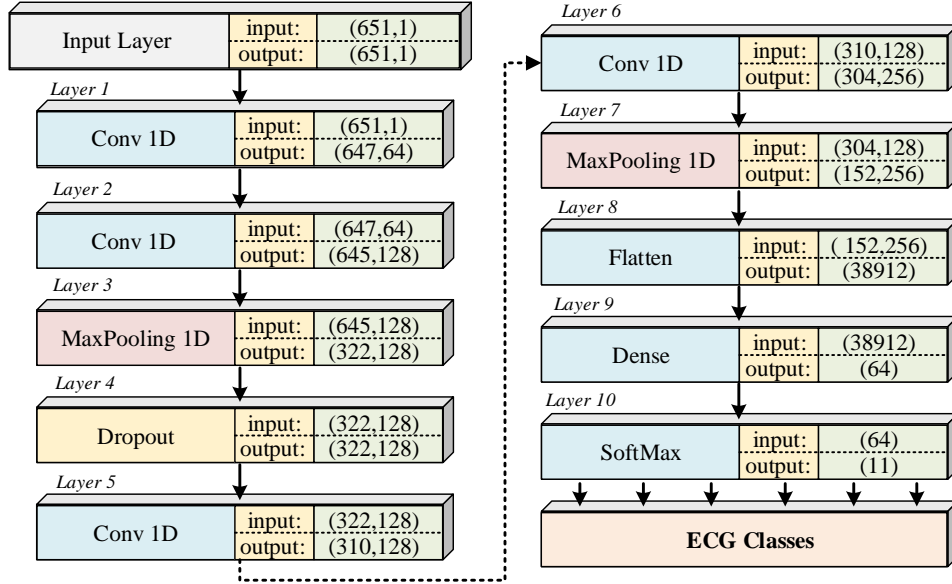 Input Layer
input: (651,1)
output: (651,1)
Layer 1
Conv 1D
input: (651,1)
output: (647,64)
Layer 2
Conv 1D
input: (647,64)
output: (645,128)
Layer 3
MaxPooling 1D
input: (645,128)
output: (322,128)
Layer 4
Dropout
input: (322,128)
output: (322,128)
Layer 5
Conv 1D
input: (322,128)
output: (310,128)
Layer 6
Conv 1D
input: (310,128)
output: (304,256)
Layer 7
MaxPooling 1D
input: (304,128)
output: (152,256)
Layer 8
Flatten
input: ( 152,256)
output: (38912)
Layer 9
Dense
input: (38912)
output: (64)
Layer 10
SoftMax
input: (64)
output: (11)
ECG Classes